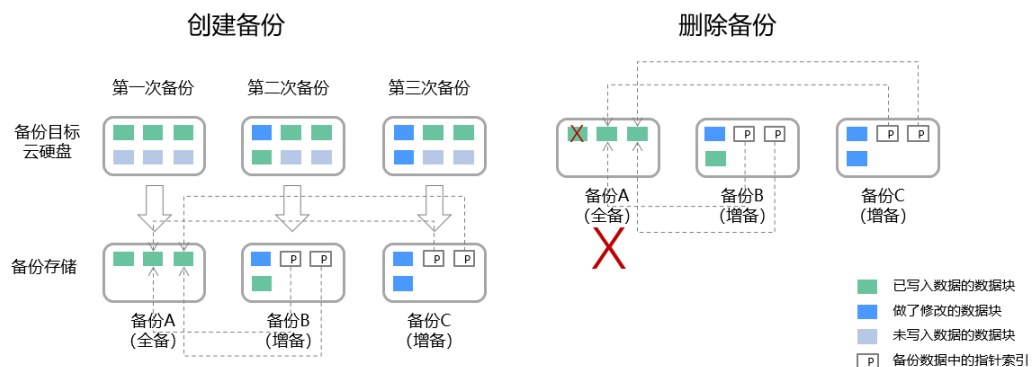 创建备份
删除备份
第一次备份
第二次备份
第三次备份
备份目标
云硬盘
备份存储
P
P
P
P
备份A
(全备)
备份B
(增备)
备份C
(增备)
X
P
P
P
P
备份A
(全备)
X
备份B
(增备)
备份C
(增备)
已写入数据的数据块
做了修改的数据块
未写入数据的数据块
P
备份数据中的指针索引